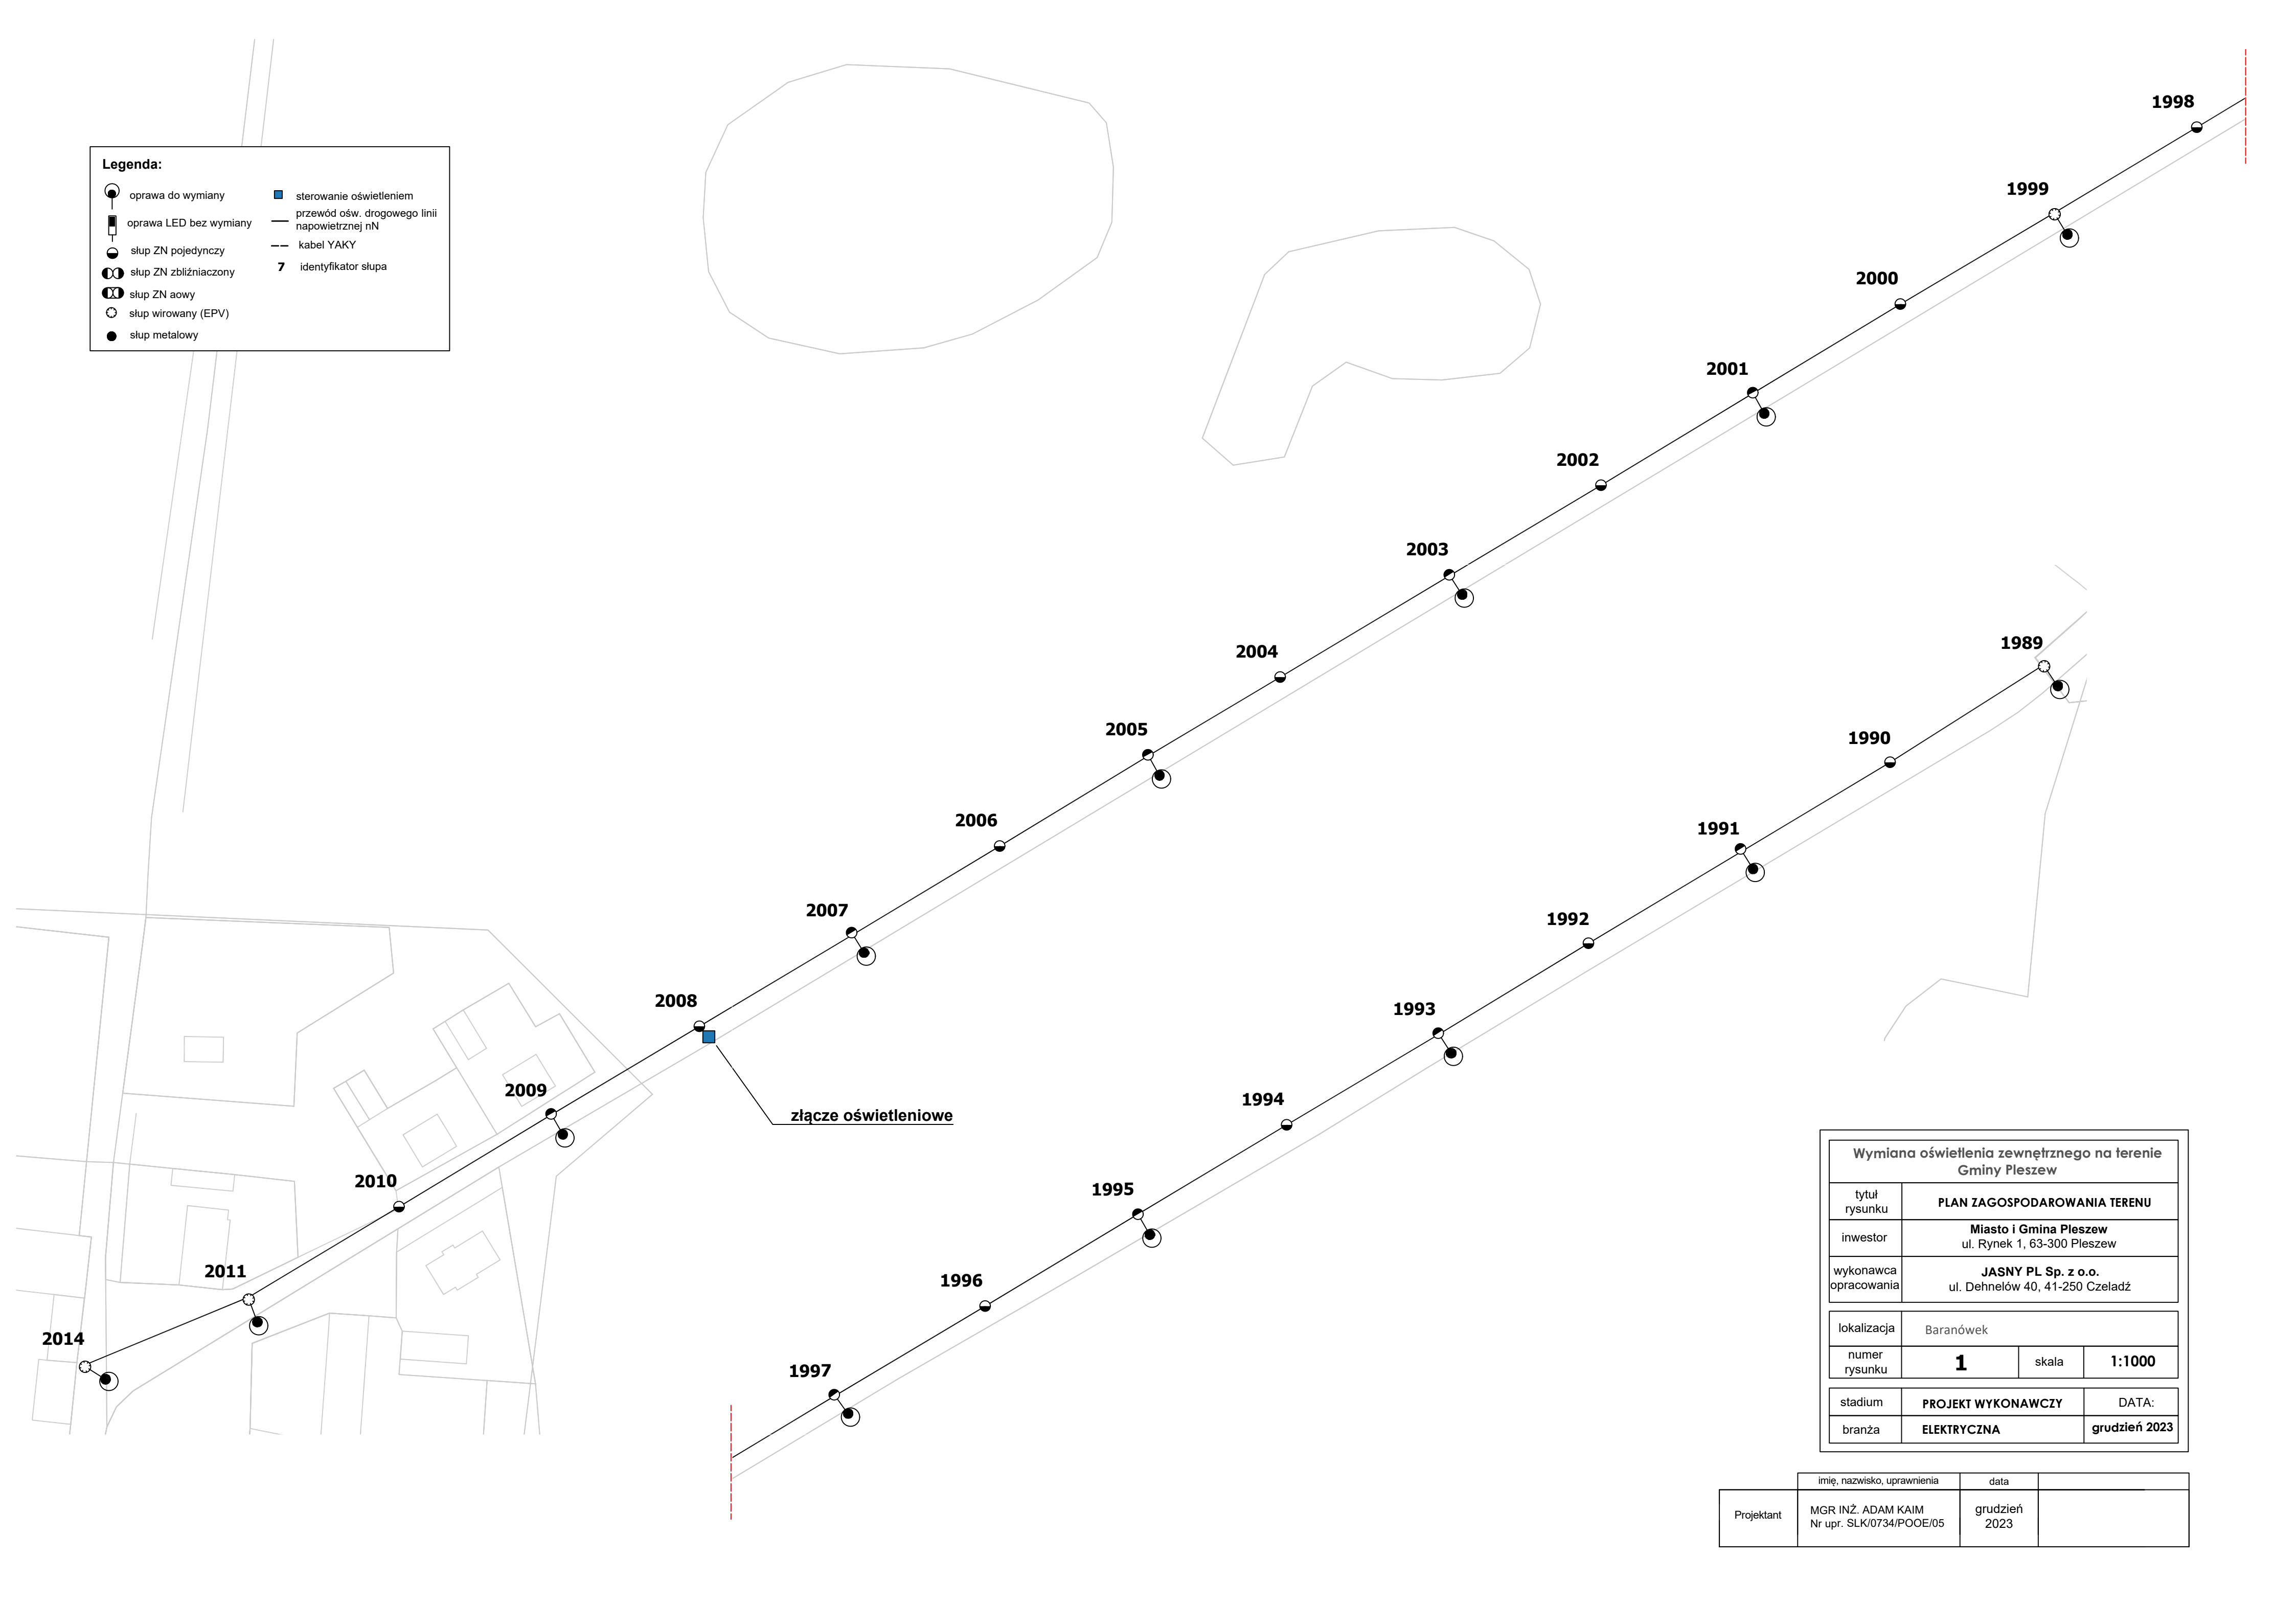 Legenda:
oprawa do wymiany
oprawa LED bez wymiany
słup ZN pojedynczy
słup ZN zbliźniaczony
słup ZN aowy
słup wirowany (EPV)
słup metalowy
sterowanie oświetleniem
przewód ośw. drogowego linii
napowietrznej nN
kabel YAKY
7 identyfikator słupa
1998
1999
2000
2001
2002
2003
2004
2005
2006
2007
2008
2009
2010
2011
2014
złącze oświetleniowe
1989
1990
1991
1992
1993
1994
1995
1996
1997
Wymiana oświetlenia zewnętrznego na terenie
Gminy Pleszew
tytuł
rysunku
PLAN ZAGOSPODAROWANIA TERENU
inwestor
Miasto i Gmina Pleszew
ul. Rynek 1, 63-300 Pleszew
wykonawca
opracowania
JASNY PL Sp. z o.o.
ul. Dehnelów 40, 41-250 Czeladź
lokalizacja
Baranówek
numer
rysunku
1
skala
1:1000
stadium
PROJEKT WYKONAWCZY
DATA:
branża
ELEKTRYCZNA
grudzień 2023
imię, nazwisko, uprawnienia
data
Projektant
MGR INŻ. ADAM KAIM
Nr upr. SLK/0734/POOE/05
grudzień
2023